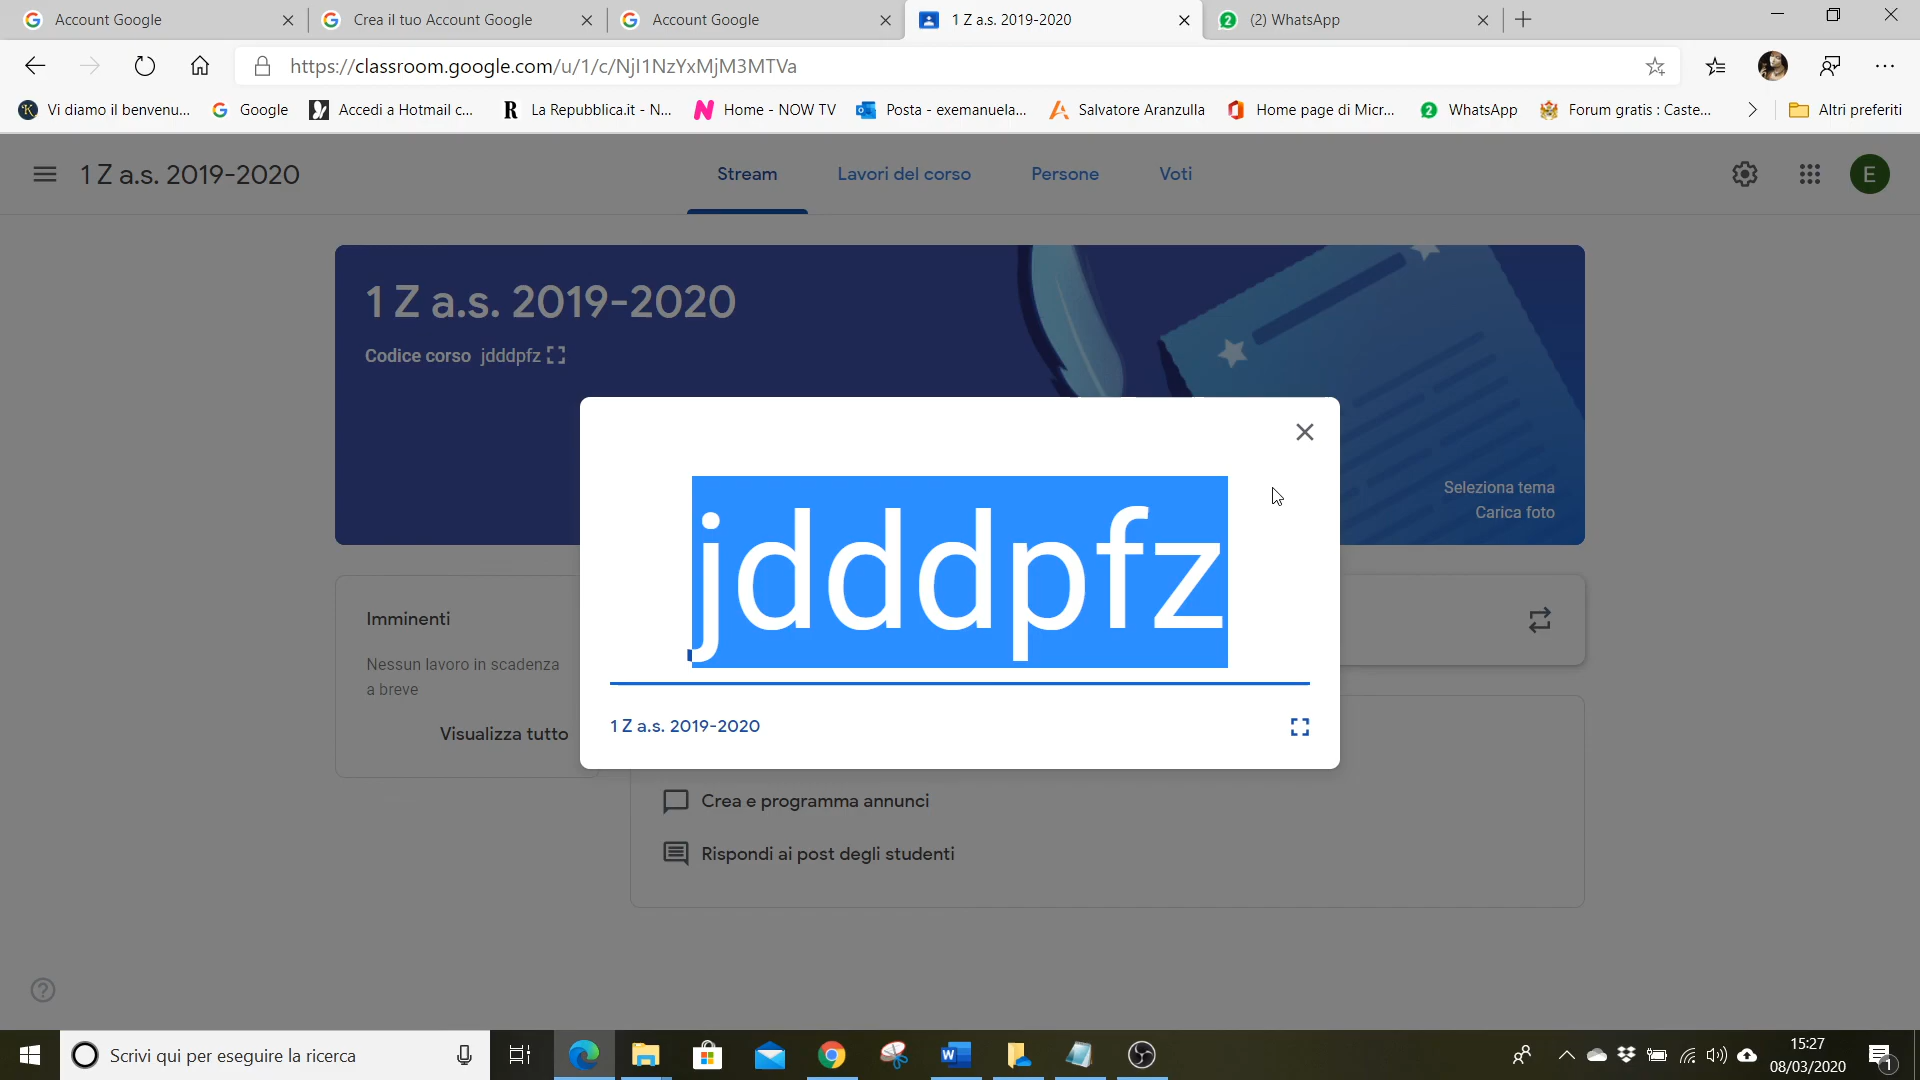 Account Google
Crea il tuo Account Google
Account Google
1 Z a.s. 2019-2020
(2) WhatsApp
https://classroom.google.com/u/1/c/NjI1NzYxMjM3MTVa
Vi diamo il benvenu...
Google
Accedi a Hotmail c...
La Repubblica.it - N...
Home - NOW TV
Posta - exemanuela...
Salvatore Aranzulla
Home page di Micr...
WhatsApp
Forum gratis : Caste...
Altri preferiti
1 Z a.s. 2019-2020
Stream
Lavori del corso
Persone
Voti
E
1 Z a.s. 2019-2020
Codice corso jdddpfz
Seleziona tema
Carica foto
jdddpfz
1 Z a.s. 2019-2020
Imminenti
Nessun lavoro in scadenza
a breve
Visualizza tutto
Crea e programma annunci
Rispondi ai post degli studenti
Scrivi qui per eseguire la ricerca
15:27
08/03/2020
1